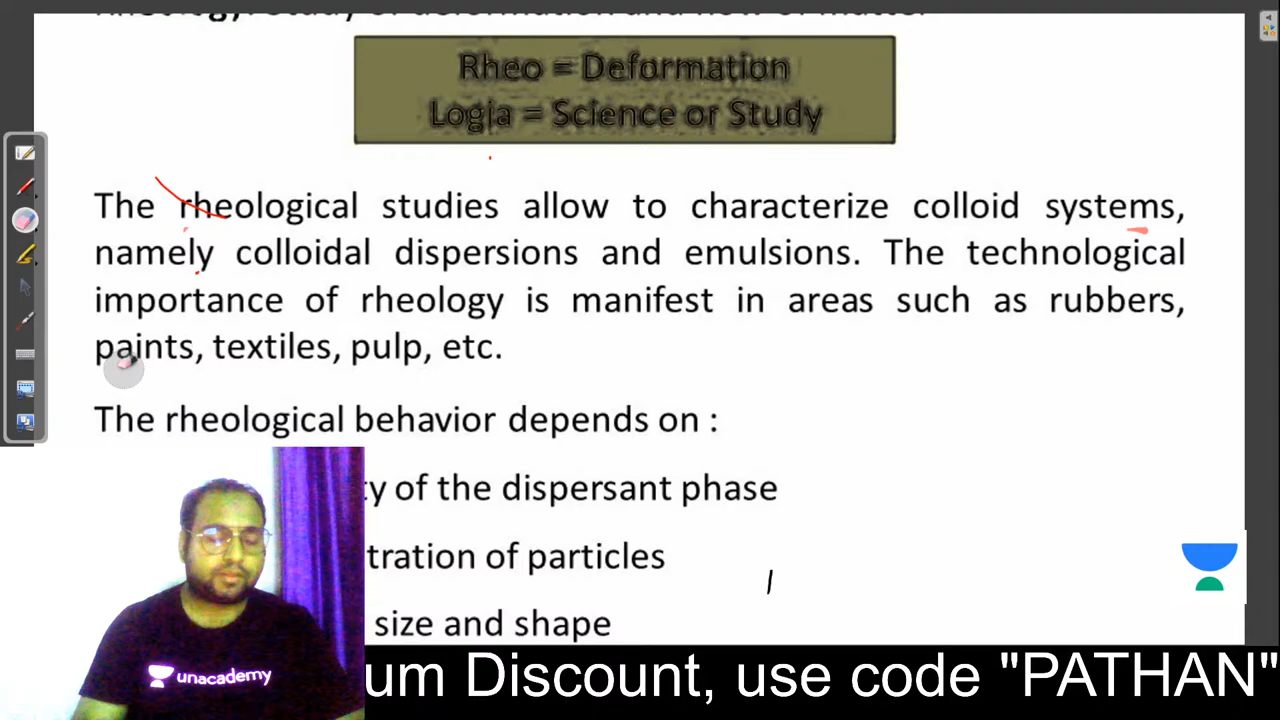 Rheo = Deformation
Logia = Science or Study
The rheological studies allow to characterize colloid systems,
namely colloidal dispersions and emulsions. The technological
importance of rheology is manifest in areas such as rubbers,
paints, textiles, pulp, etc.
The rheological behavior depends on :
ty of the dispersant phase
tration of particles
size and shape
unacademy
um Discount, use code "PATHAN"